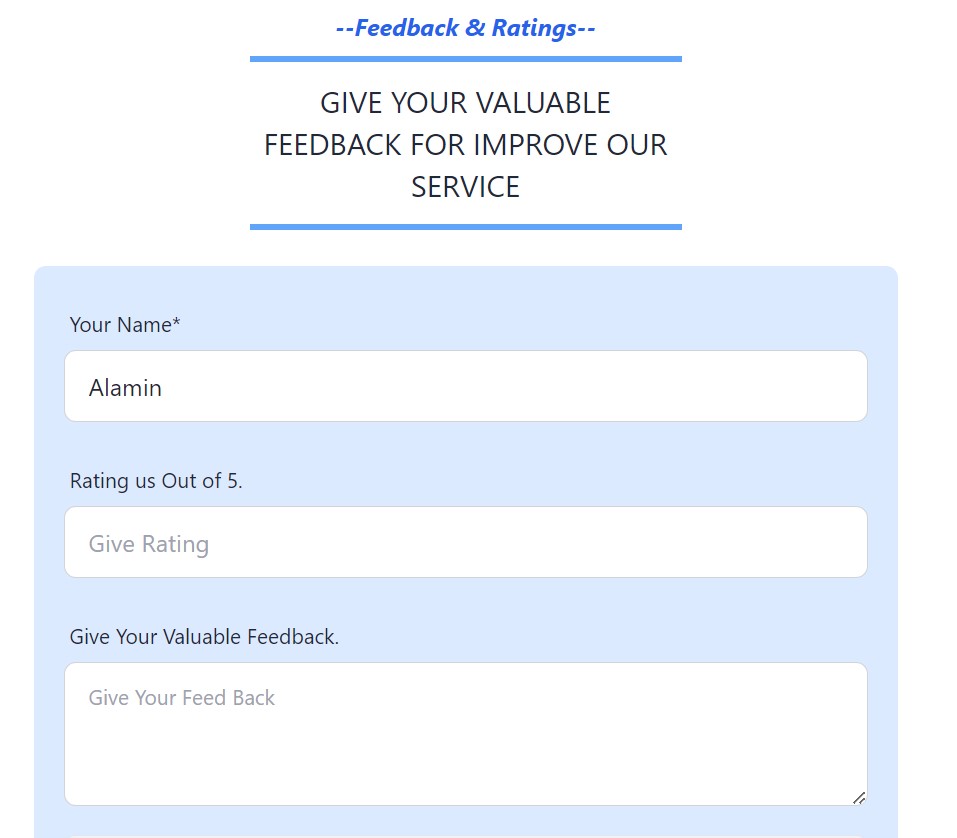 --Feedback & Ratings--
GIVE YOUR VALUABLE
FEEDBACK FOR IMPROVE OUR
SERVICE
Your Name*
Alamin
Rating us Out of 5.
Give Rating
Give Your Valuable Feedback.
Give Your Feed Back